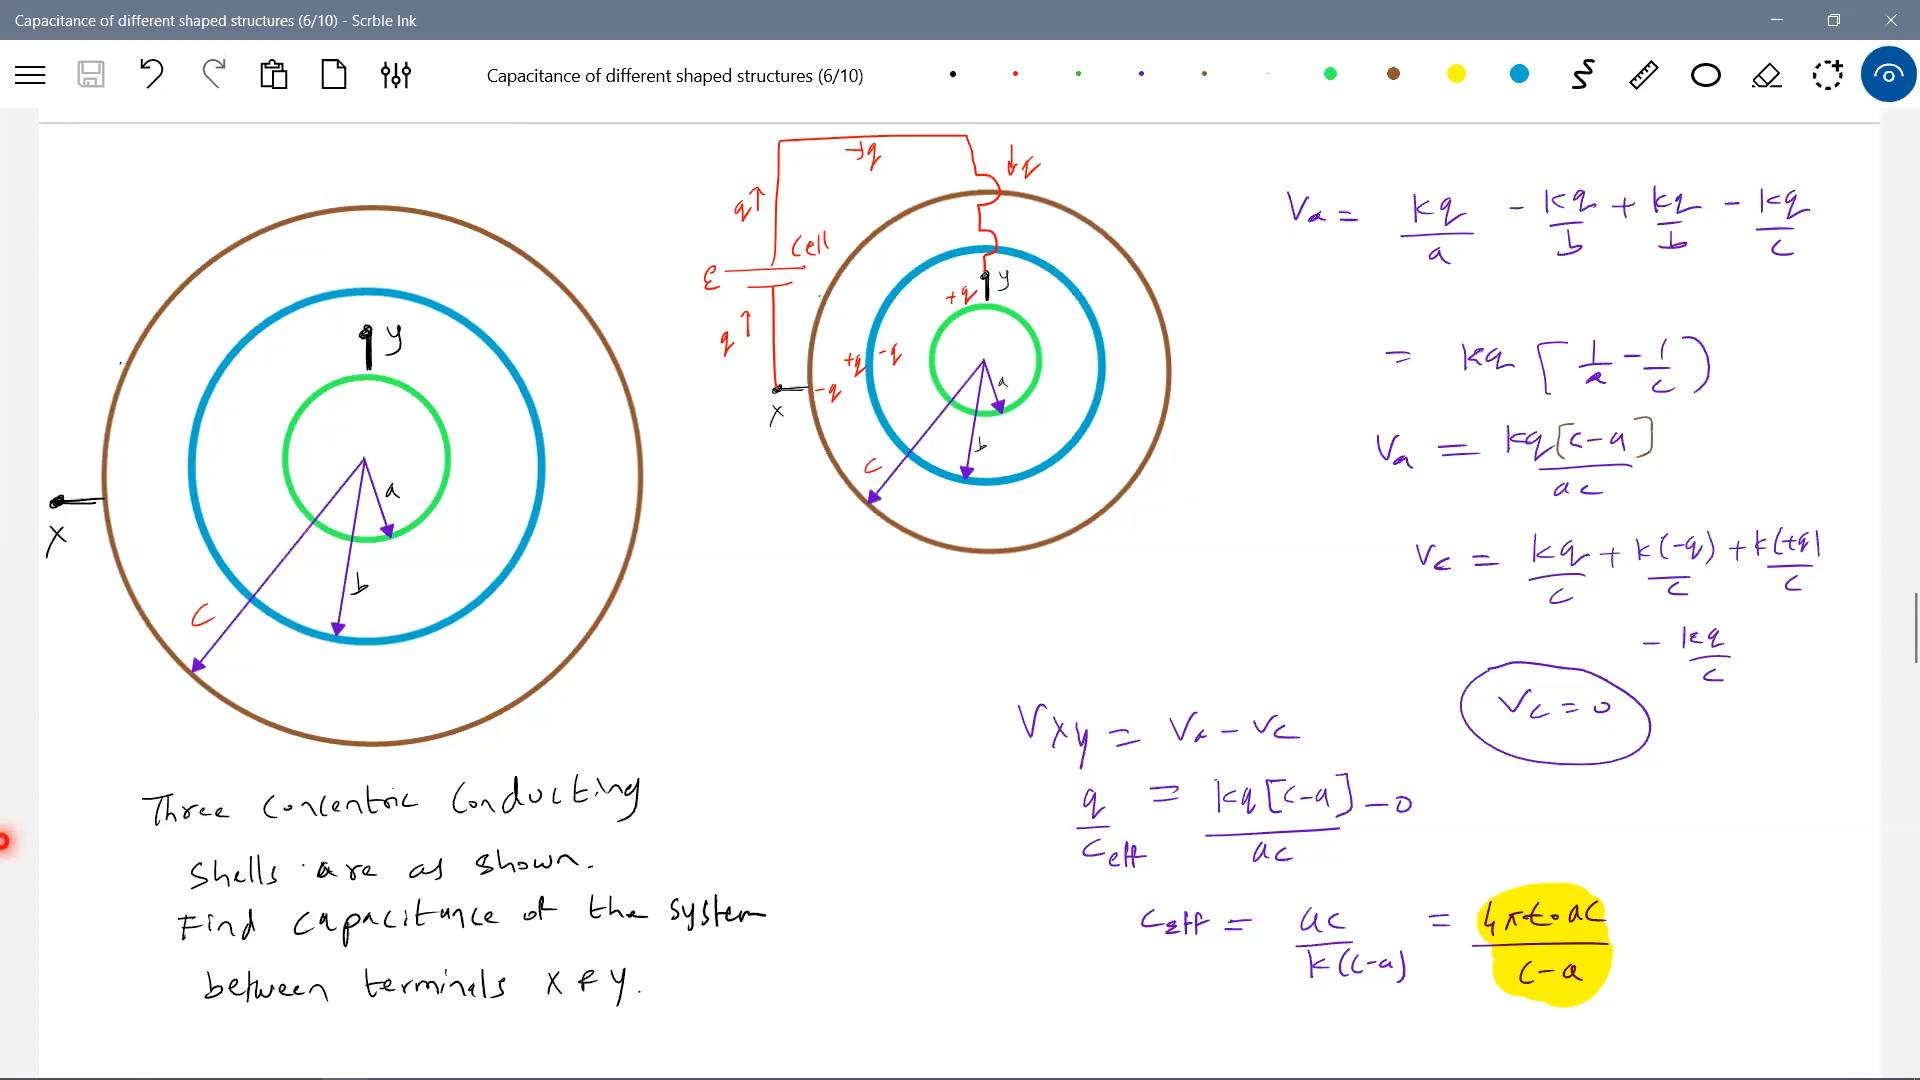 Capacitance of different shaped structures (6/10) - Scrble Ink
Capacitance of different shaped structures (6/10)
y
a
b
c
x
Three concentric conducting
shells are as shown.
Find capacitance of the system
between terminals x & y.
→q
↓q
q↑
cell
ε
q↑
+q
y
+q -q
-q
x
a
b
c
Va = kq/a - kq/b + kq/b - kq/c
= kq [1/a - 1/c)
Va = kq[c-a]/ac
Vc = kq/c + k(-q)/c + k(+q)/c
- kq/c
Vc = 0
Vxy = Va - Vc
q/Ceff = kq[c-a]/ac - 0
Ceff = ac/k(c-a) = 4πϵ0ac/c-a